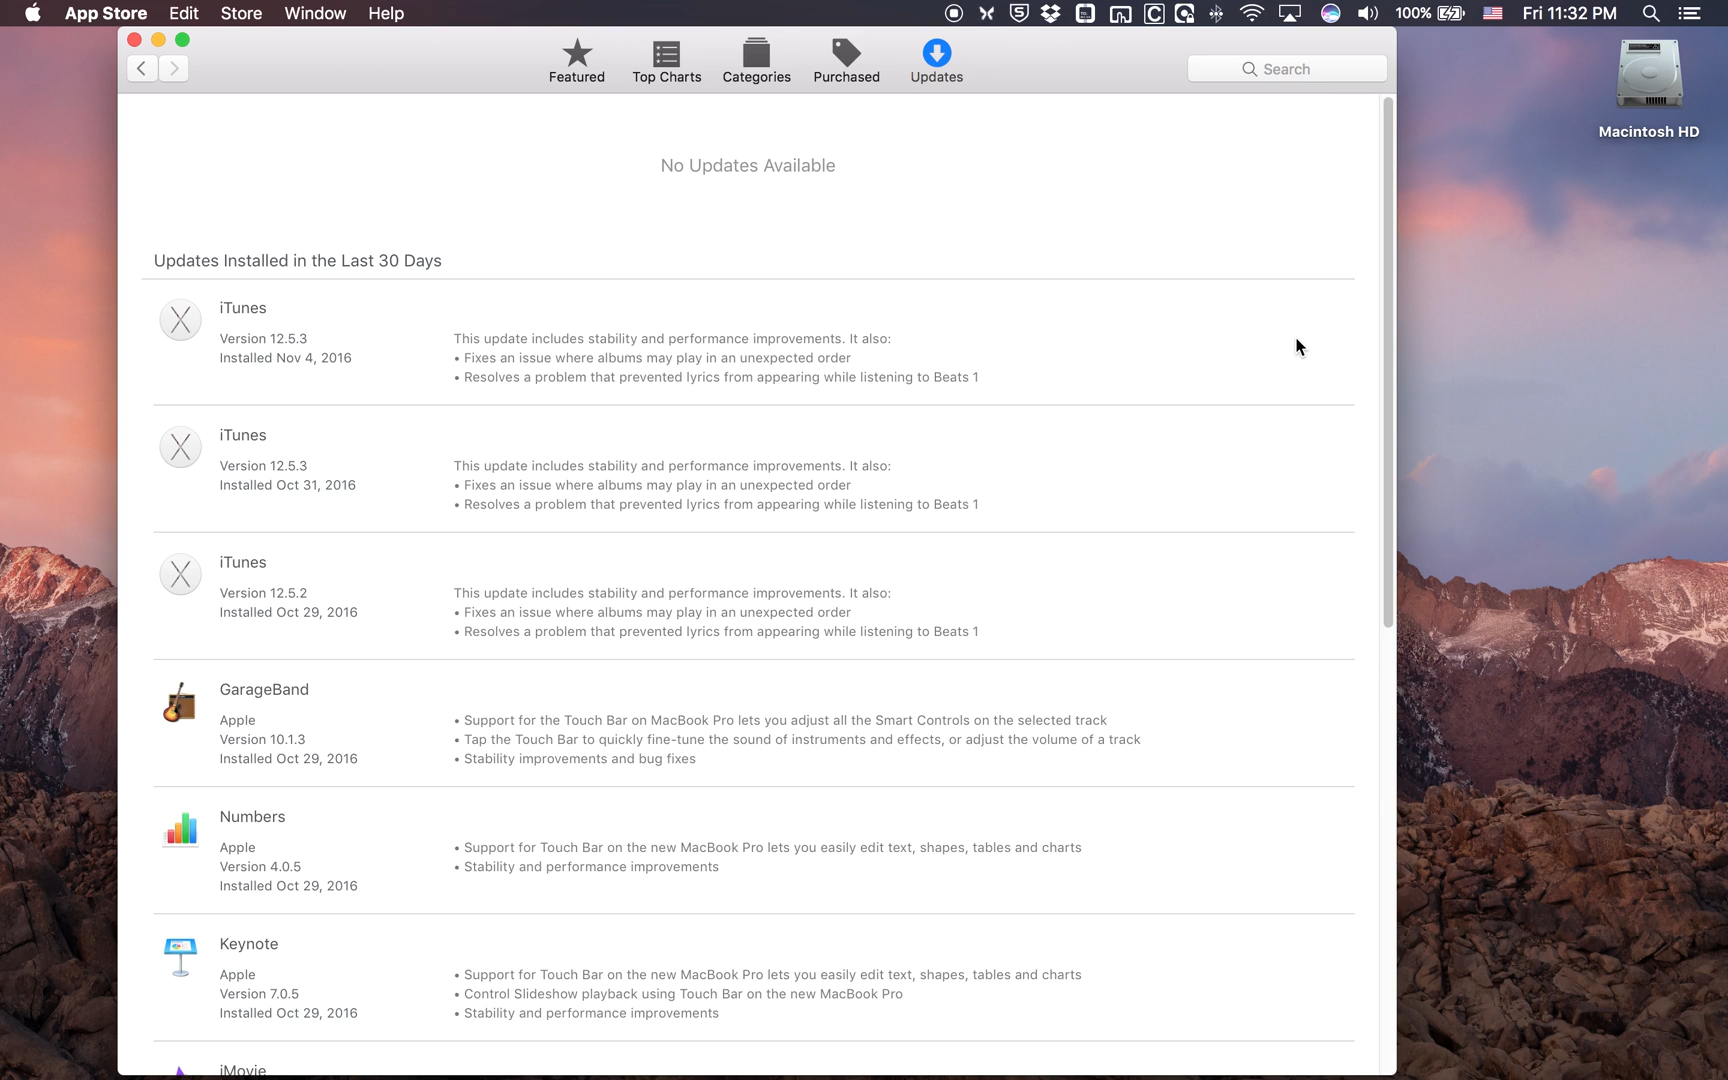 App Store Edit Store Window Help 100% Fri 11:32 PM
Featured Top Charts Categories Purchased Updates Search
Macintosh HD
No Updates Available
Updates Installed in the Last 30 Days
iTunes
Version 12.5.3
Installed Nov 4, 2016
This update includes stability and performance improvements. It also:
• Fixes an issue where albums may play in an unexpected order
• Resolves a problem that prevented lyrics from appearing while listening to Beats 1
iTunes
Version 12.5.3
Installed Oct 31, 2016
This update includes stability and performance improvements. It also:
• Fixes an issue where albums may play in an unexpected order
• Resolves a problem that prevented lyrics from appearing while listening to Beats 1
iTunes
Version 12.5.2
Installed Oct 29, 2016
This update includes stability and performance improvements. It also:
• Fixes an issue where albums may play in an unexpected order
• Resolves a problem that prevented lyrics from appearing while listening to Beats 1
GarageBand
Apple
Version 10.1.3
Installed Oct 29, 2016
• Support for the Touch Bar on MacBook Pro lets you adjust all the Smart Controls on the selected track
• Tap the Touch Bar to quickly fine-tune the sound of instruments and effects, or adjust the volume of a track
• Stability improvements and bug fixes
Numbers
Apple
Version 4.0.5
Installed Oct 29, 2016
• Support for Touch Bar on the new MacBook Pro lets you easily edit text, shapes, tables and charts
• Stability and performance improvements
Keynote
Apple
Version 7.0.5
Installed Oct 29, 2016
• Support for Touch Bar on the new MacBook Pro lets you easily edit text, shapes, tables and charts
• Control Slideshow playback using Touch Bar on the new MacBook Pro
• Stability and performance improvements
iMovie